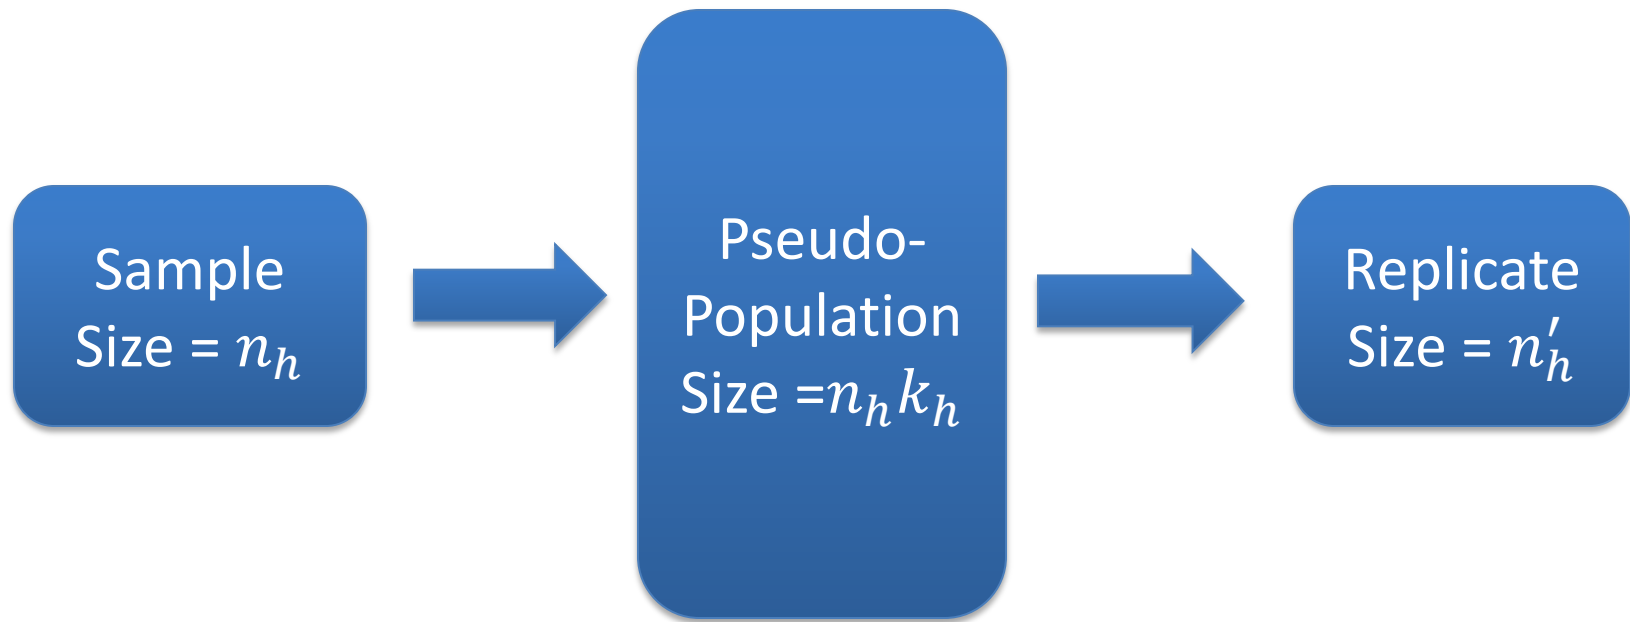 Sample
Size = $n_h$
Pseudo-
Population
Size =$n_h k_h$
Replicate
Size = $n'_h$